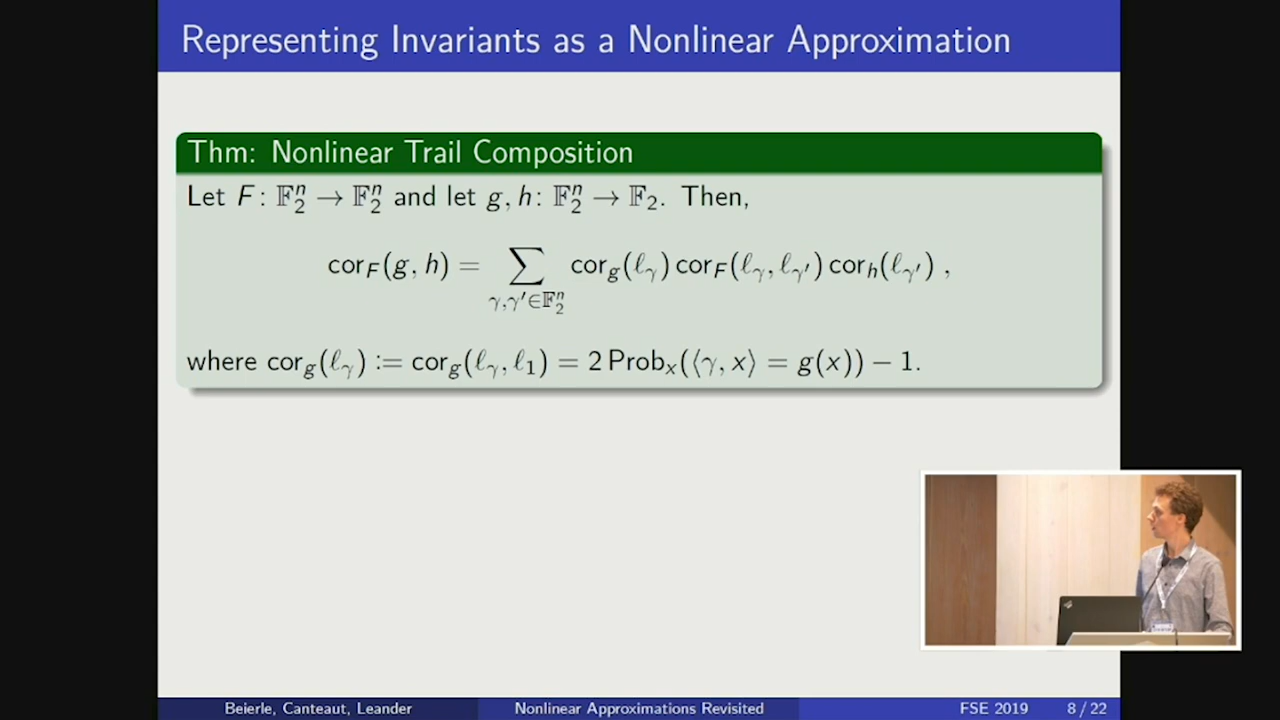 Representing Invariants as a Nonlinear Approximation
Thm: Nonlinear Trail Composition
Let F: 𝔽₂ⁿ → 𝔽₂ⁿ and let g, h: 𝔽₂ⁿ → 𝔽₂. Then,
cor_F(g, h) = ∑_{γ,γ′∈𝔽₂ⁿ} cor_g(ℓ_γ) cor_F(ℓ_γ, ℓ_γ′) cor_h(ℓ_γ′) ,
where cor_g(ℓ_γ) := cor_g(ℓ_γ, ℓ₁) = 2 Prob_x(⟨γ, x⟩ = g(x)) − 1.
Beierle, Canteaut, Leander Nonlinear Approximations Revisited FSE 2019 8 / 22